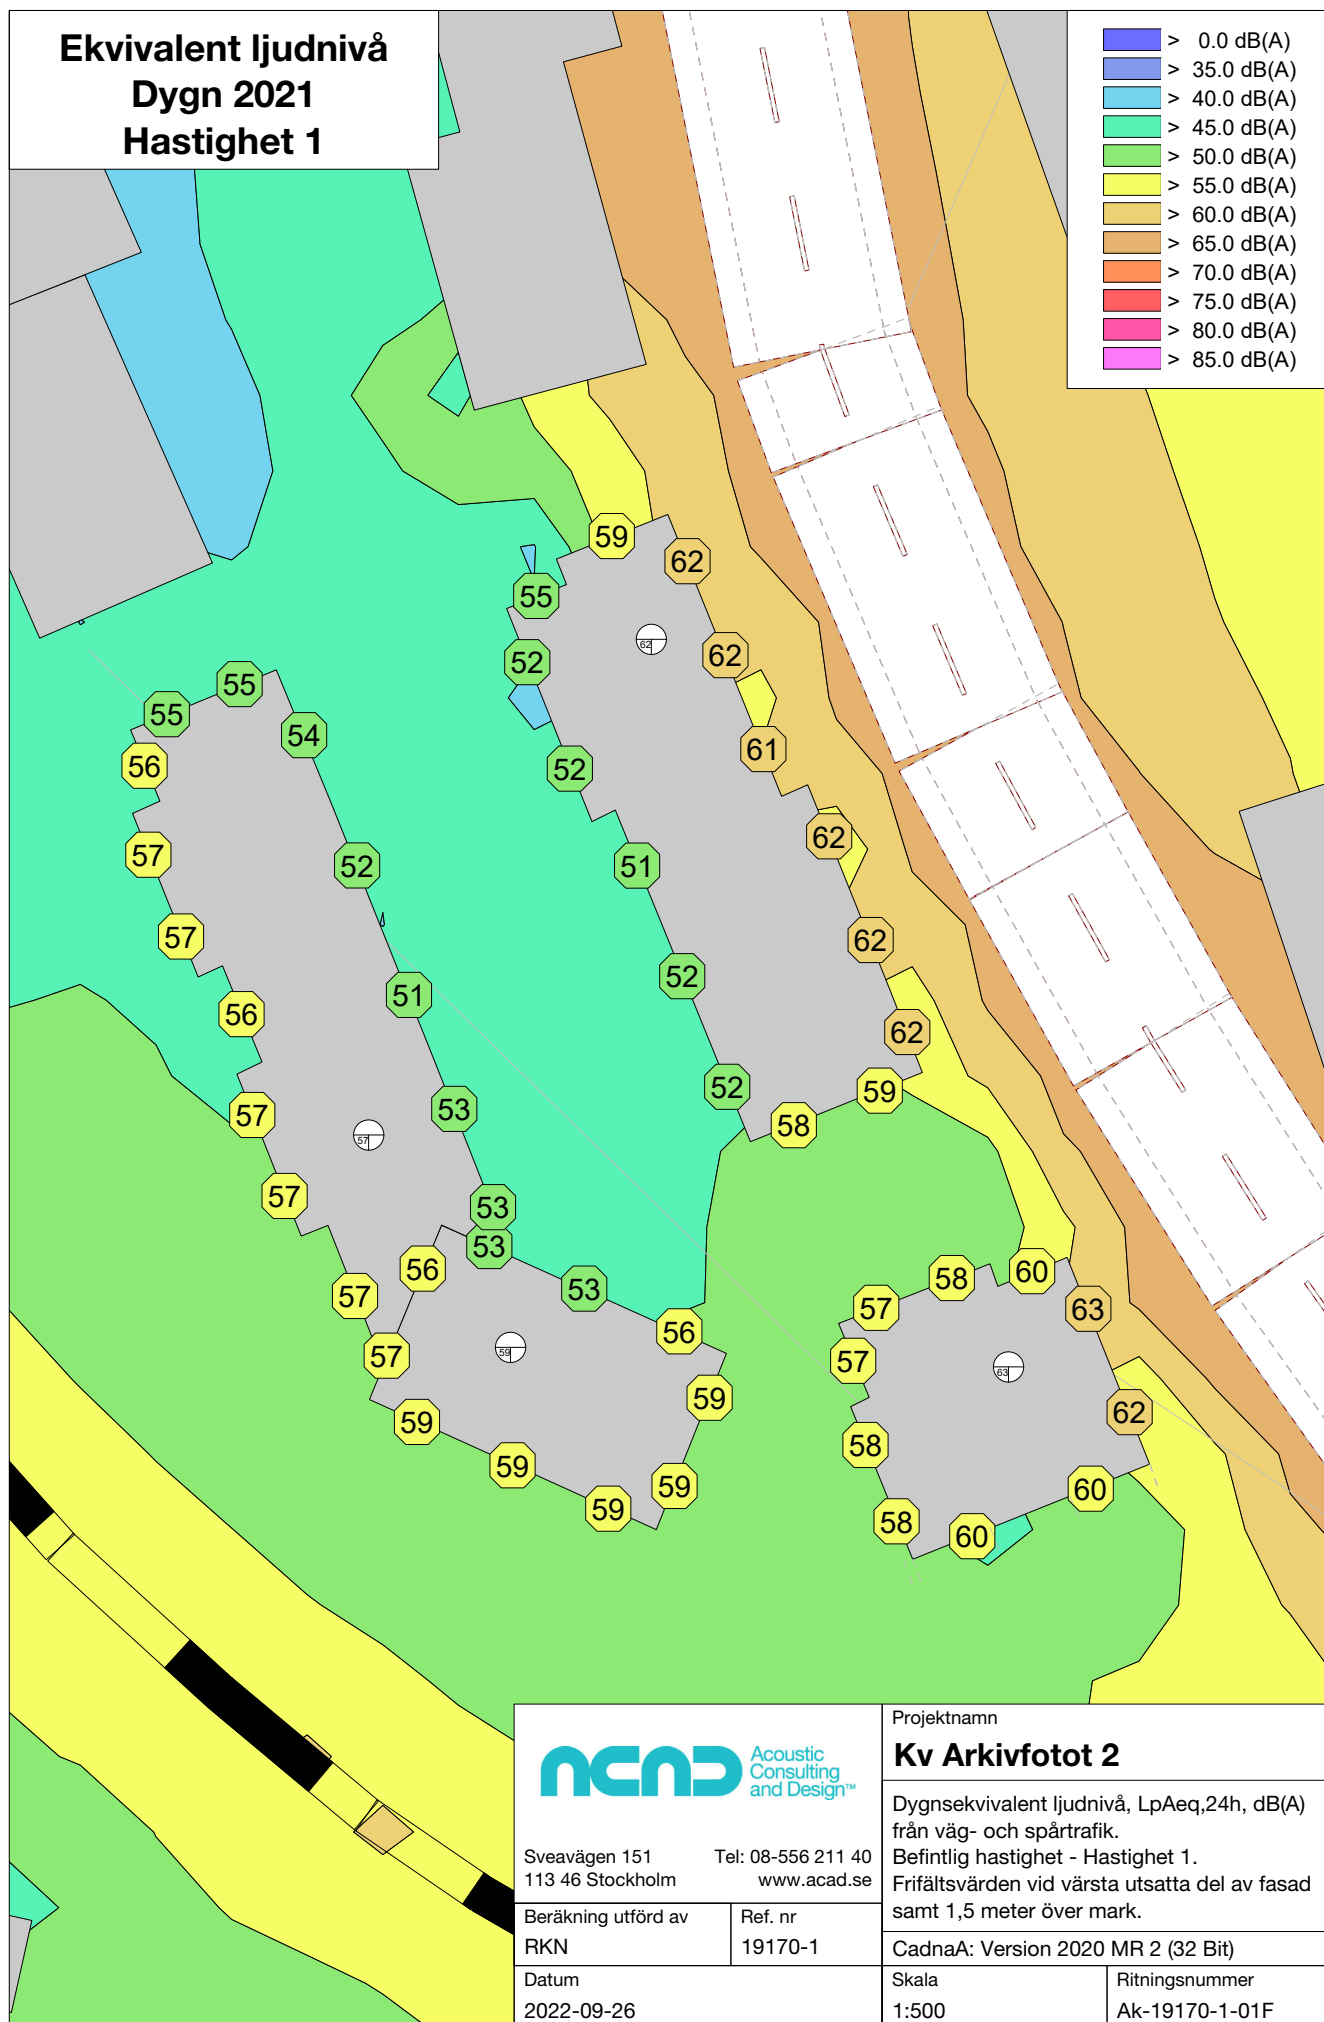 Ekvivalent ljudnivå
Dygn 2021
Hastighet 1
> 0.0 dB(A)
> 35.0 dB(A)
> 40.0 dB(A)
> 45.0 dB(A)
> 50.0 dB(A)
> 55.0 dB(A)
> 60.0 dB(A)
> 65.0 dB(A)
> 70.0 dB(A)
> 75.0 dB(A)
> 80.0 dB(A)
> 85.0 dB(A)
59
62
55
62
62
52
55
55
54
61
56
52
62
57
52
51
57
62
52
51
56
62
52
59
53
57
58
57
57
53
53
56
58
60
53
57
63
57
56
59
57
57
63
59
62
59
58
59
59
60
59
58
60
ACAD
Acoustic
Consulting
and Design™
Sveavägen 151 Tel: 08-556 211 40
113 46 Stockholm www.acad.se
Beräkning utförd av
RKN
Ref. nr
19170-1
Datum
2022-09-26
Projektnamn
Kv Arkivfotot 2
Dygnsekvivalent ljudnivå, LpAeq,24h, dB(A)
från väg- och spårtrafik.
Befintlig hastighet - Hastighet 1.
Frifältsvärden vid värsta utsatta del av fasad
samt 1,5 meter över mark.
CadnaA: Version 2020 MR 2 (32 Bit)
Skala
1:500
Ritningsnummer
Ak-19170-1-01F